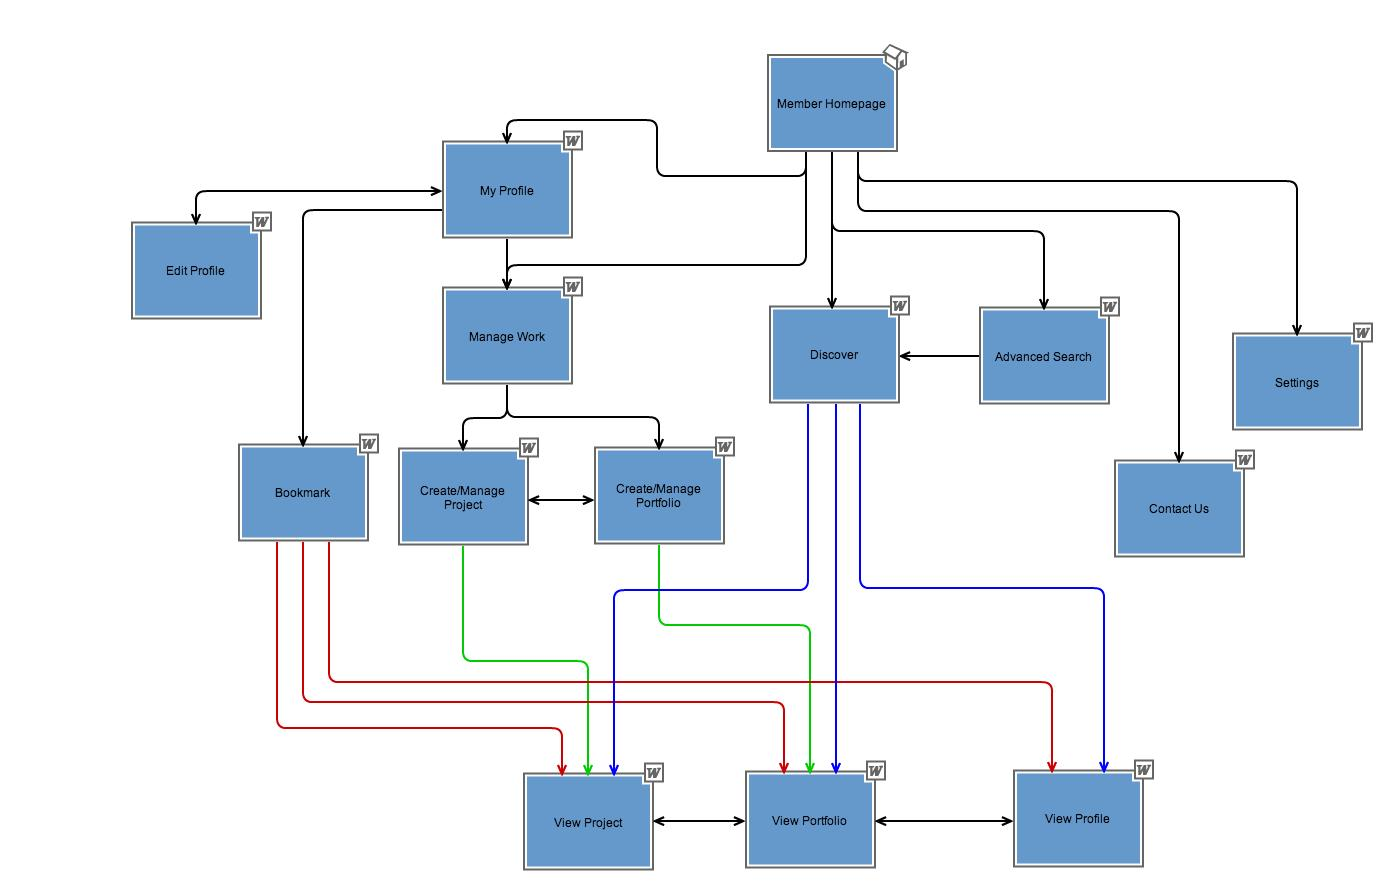 Member Homepage
W
My Profile
W
Edit Profile
W
Manage Work
W
Discover
W
Advanced Search
W
Settings
W
Bookmark
W
Create/Manage
Project
W
Create/Manage
Portfolio
W
Contact Us
W
View Project
W
View Portfolio
W
View Profile